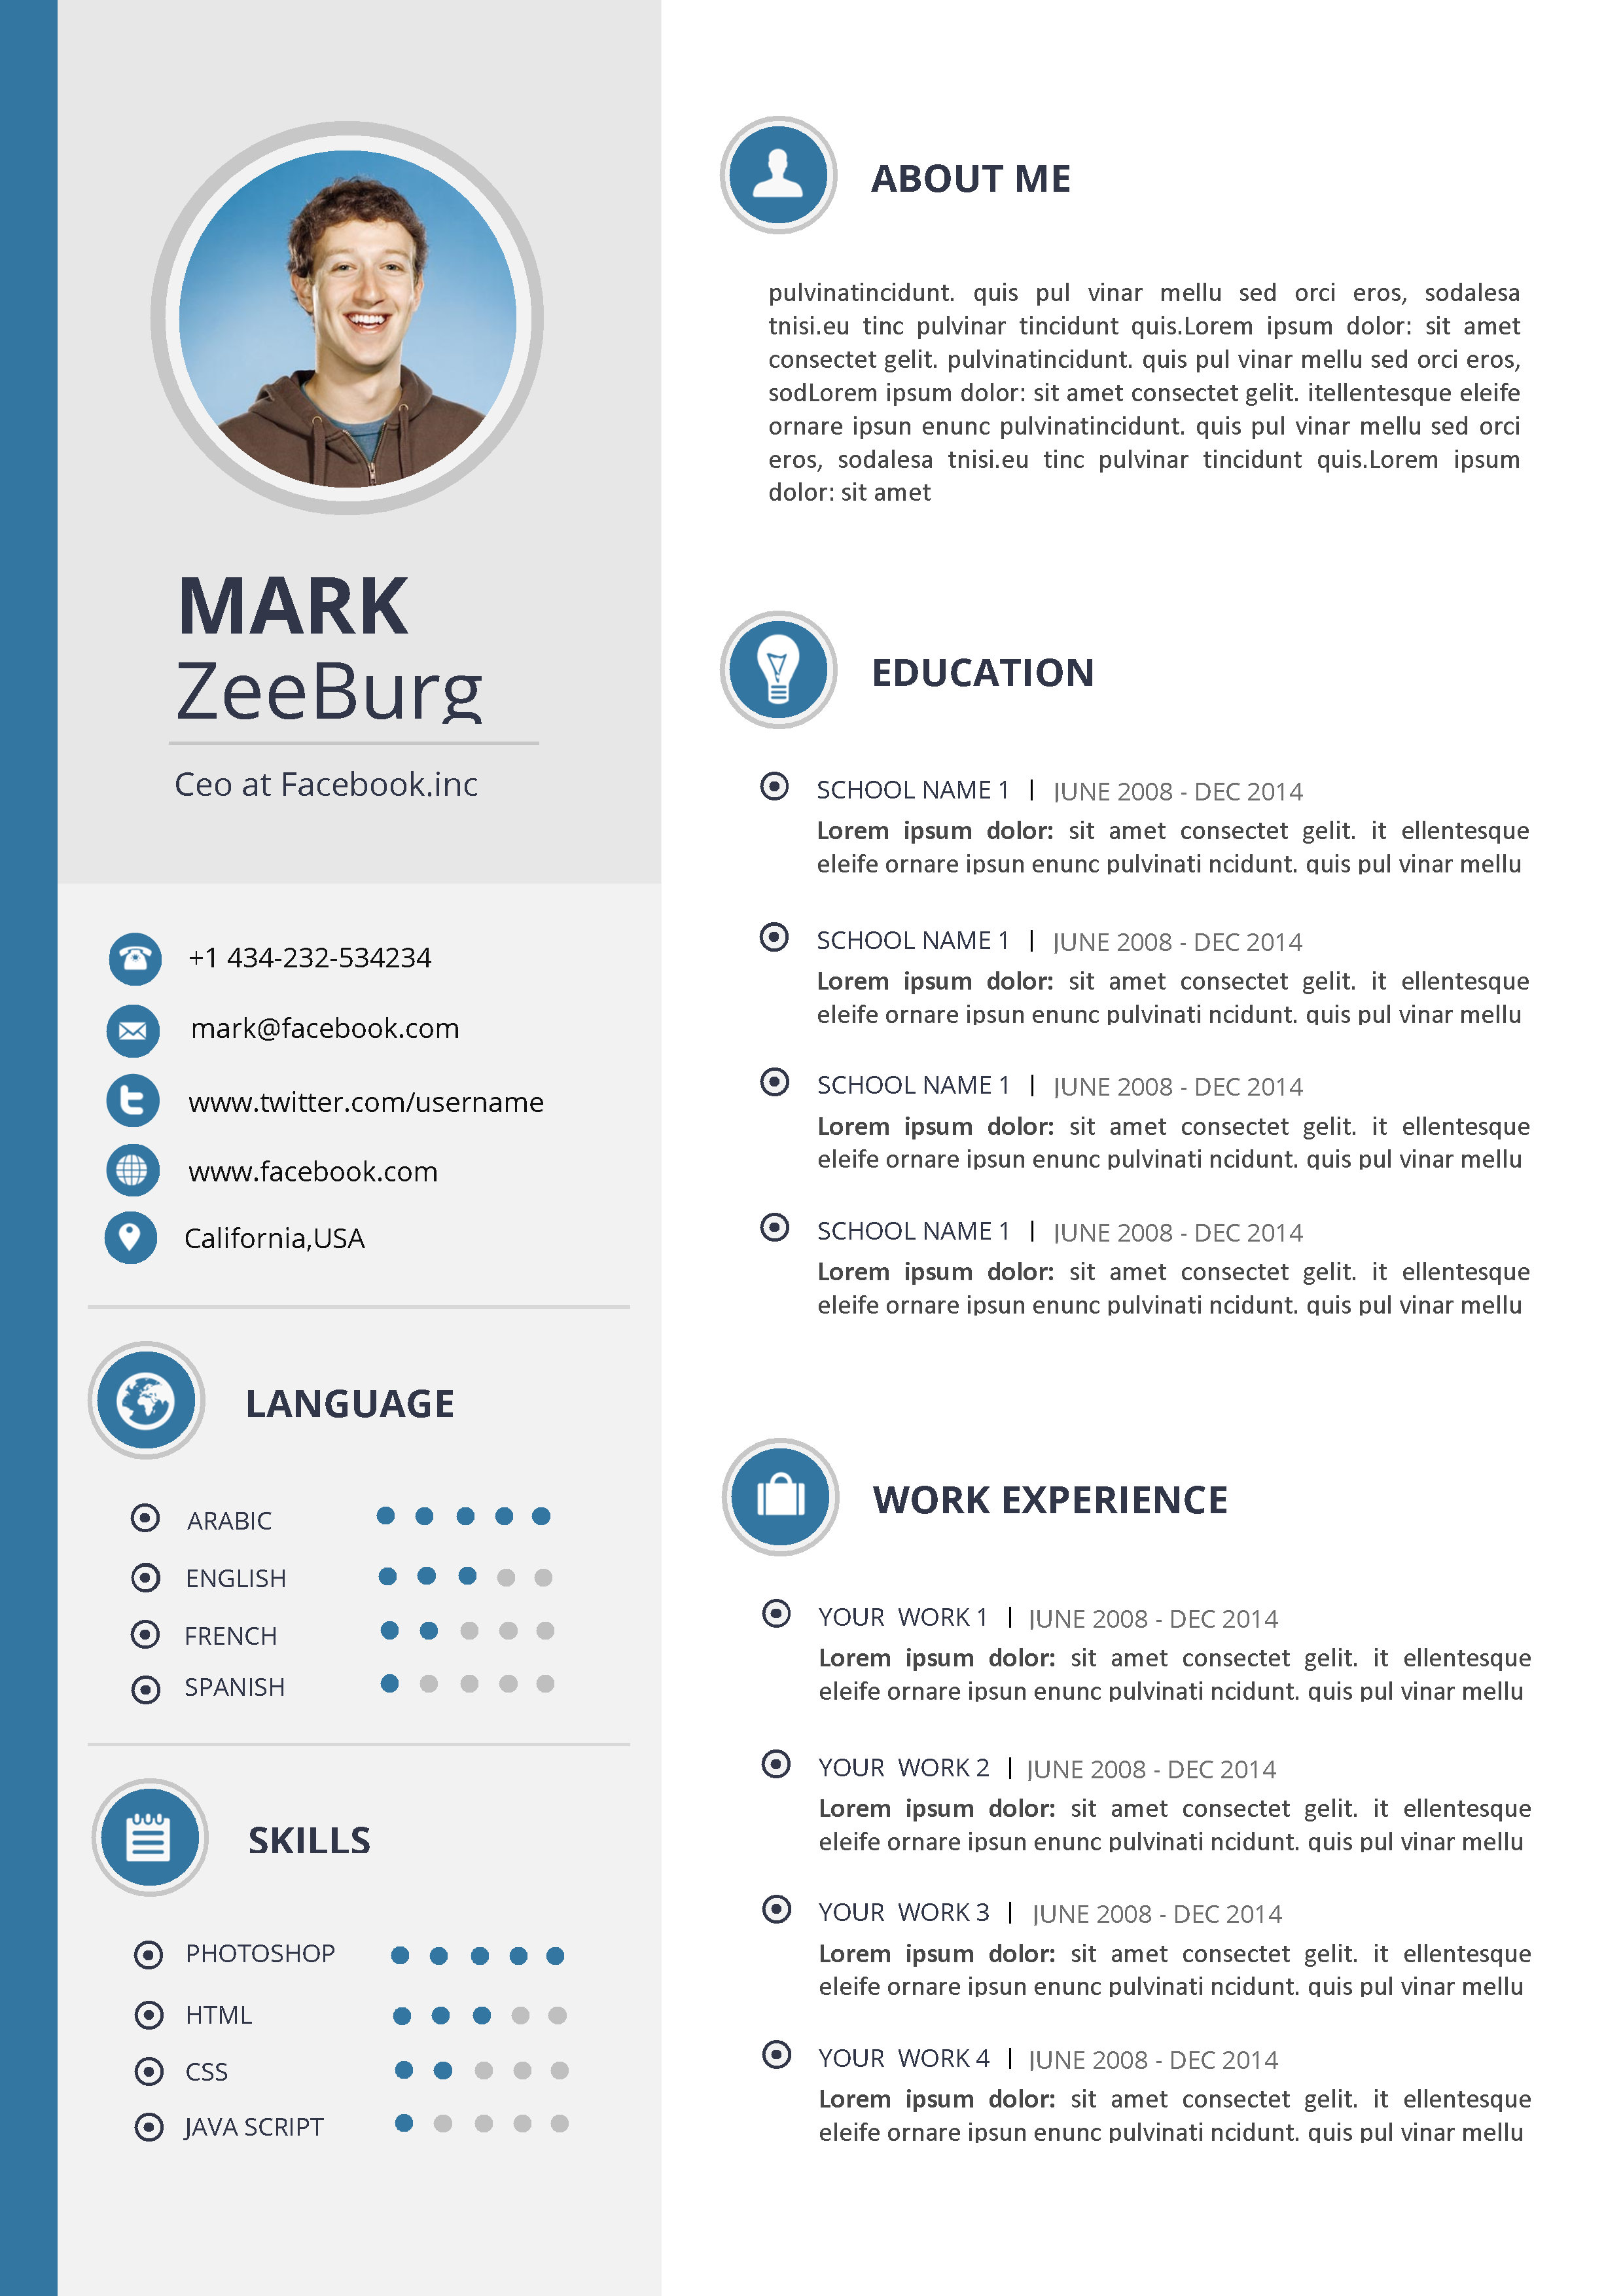 MARK
ZeeBurg
Ceo at Facebook.inc
+1 434-232-534234
mark@facebook.com
www.twitter.com/username
www.facebook.com
California,USA
LANGUAGE
ARABIC
ENGLISH
FRENCH
SPANISH
SKILLS
PHOTOSHOP
HTML
CSS
JAVA SCRIPT
ABOUT ME
pulvinatincidunt. quis pul vinar mellu sed orci eros, sodalesa
tnisi.eu tinc pulvinar tincidunt quis.Lorem ipsum dolor: sit amet
consectet gelit. pulvinatincidunt. quis pul vinar mellu sed orci eros,
sodLorem ipsum dolor: sit amet consectet gelit. itellentesque eleife
ornare ipsun enunc pulvinatincidunt. quis pul vinar mellu sed orci
eros, sodalesa tnisi.eu tinc pulvinar tincidunt quis.Lorem ipsum
dolor: sit amet
EDUCATION
SCHOOL NAME 1 | JUNE 2008 - DEC 2014
Lorem ipsum dolor: sit amet consectet gelit. it ellentesque
eleife ornare ipsun enunc pulvinati ncidunt. quis pul vinar mellu
SCHOOL NAME 1 | JUNE 2008 - DEC 2014
Lorem ipsum dolor: sit amet consectet gelit. it ellentesque
eleife ornare ipsun enunc pulvinati ncidunt. quis pul vinar mellu
SCHOOL NAME 1 | JUNE 2008 - DEC 2014
Lorem ipsum dolor: sit amet consectet gelit. it ellentesque
eleife ornare ipsun enunc pulvinati ncidunt. quis pul vinar mellu
SCHOOL NAME 1 | JUNE 2008 - DEC 2014
Lorem ipsum dolor: sit amet consectet gelit. it ellentesque
eleife ornare ipsun enunc pulvinati ncidunt. quis pul vinar mellu
WORK EXPERIENCE
YOUR WORK 1 | JUNE 2008 - DEC 2014
Lorem ipsum dolor: sit amet consectet gelit. it ellentesque
eleife ornare ipsun enunc pulvinati ncidunt. quis pul vinar mellu
YOUR WORK 2 | JUNE 2008 - DEC 2014
Lorem ipsum dolor: sit amet consectet gelit. it ellentesque
eleife ornare ipsun enunc pulvinati ncidunt. quis pul vinar mellu
YOUR WORK 3 | JUNE 2008 - DEC 2014
Lorem ipsum dolor: sit amet consectet gelit. it ellentesque
eleife ornare ipsun enunc pulvinati ncidunt. quis pul vinar mellu
YOUR WORK 4 | JUNE 2008 - DEC 2014
Lorem ipsum dolor: sit amet consectet gelit. it ellentesque
eleife ornare ipsun enunc pulvinati ncidunt. quis pul vinar mellu